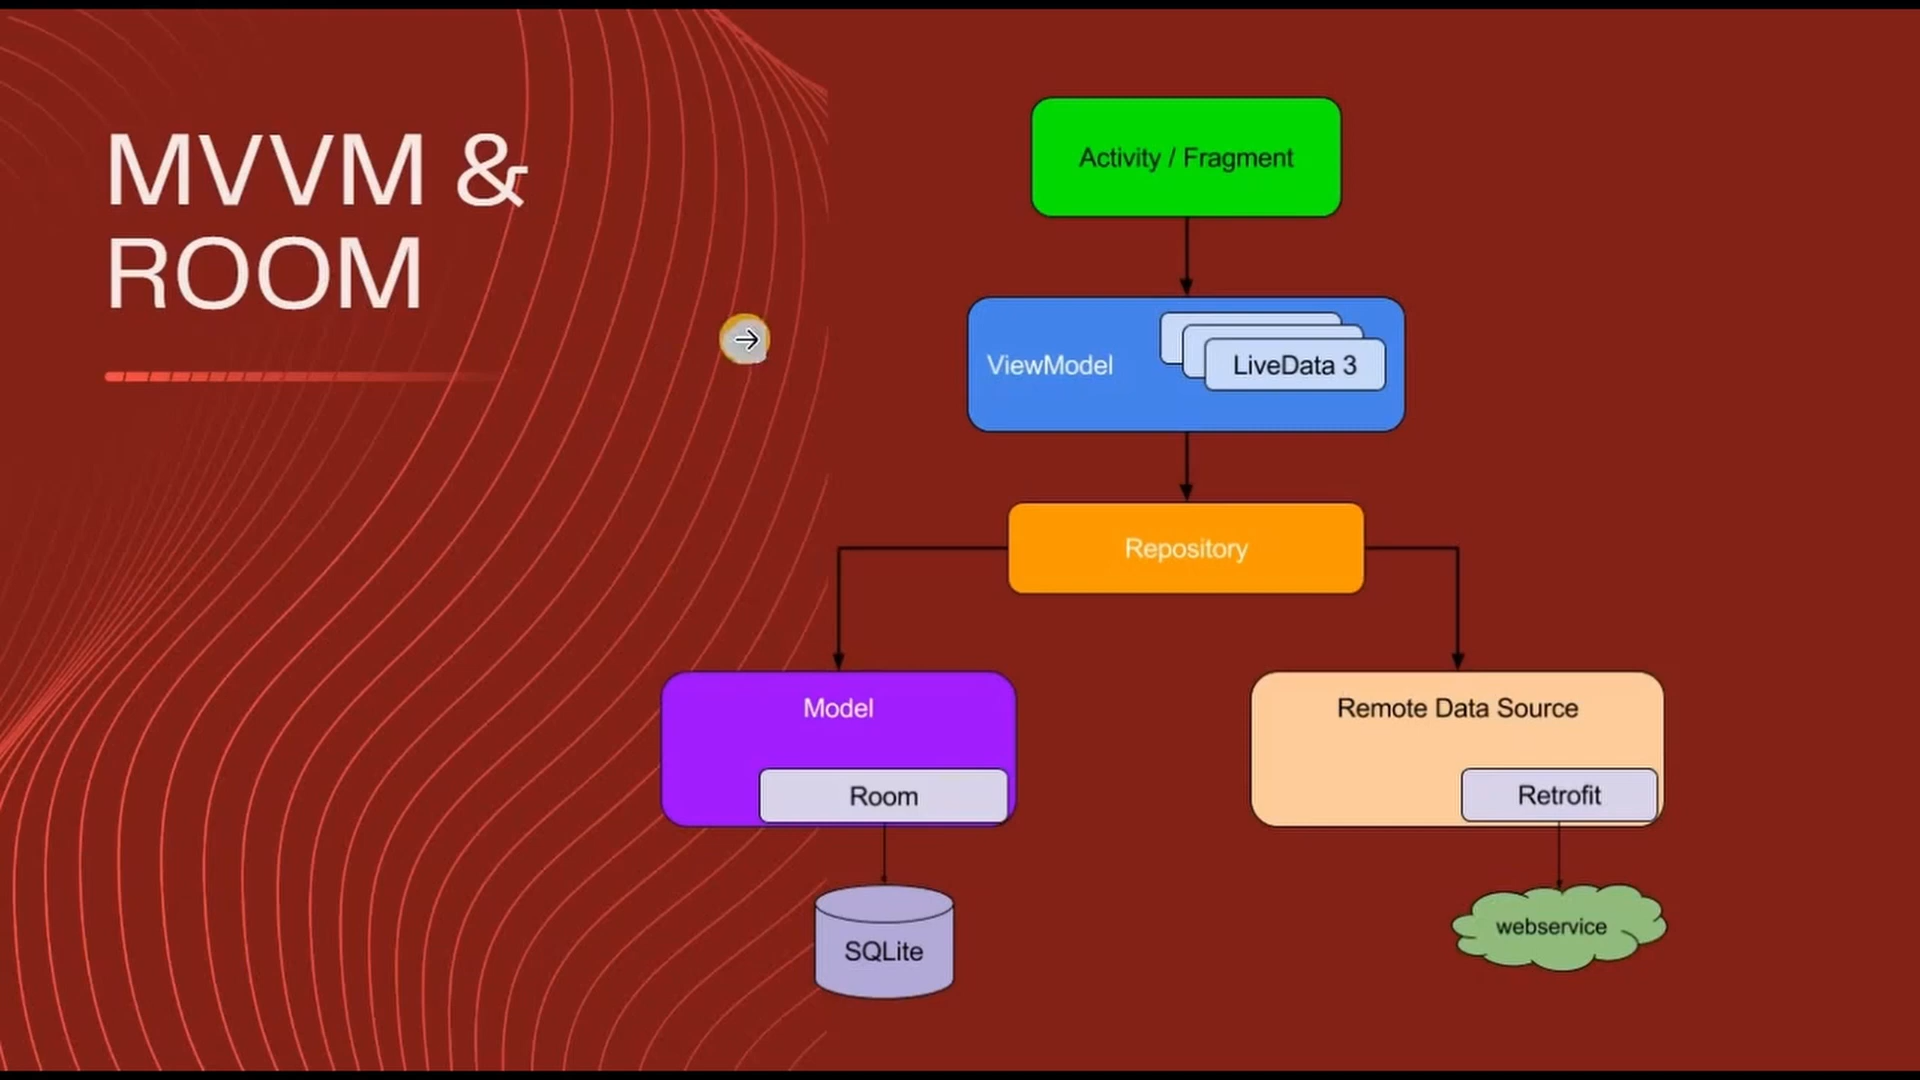 MVVM &
ROOM
Activity / Fragment
ViewModel
LiveData 3
Repository
Model
Room
SQLite
Remote Data Source
Retrofit
webservice